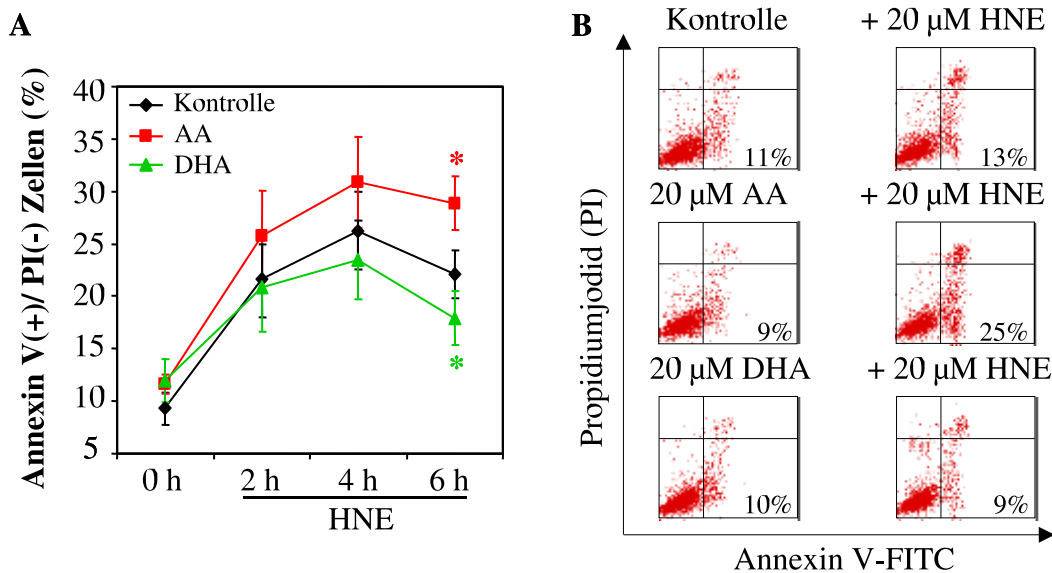 A
Annexin V(+)/ PI(-) Zellen (%)
40
35
30
25
20
15
10
5
Kontrolle
AA
DHA
*
*
0 h
2 h
4 h
6 h
HNE
B
Kontrolle
+ 20 µM HNE
11%
13%
20 µM AA
+ 20 µM HNE
9%
25%
20 µM DHA
+ 20 µM HNE
10%
9%
Propidiumjodid (PI)
Annexin V-FITC